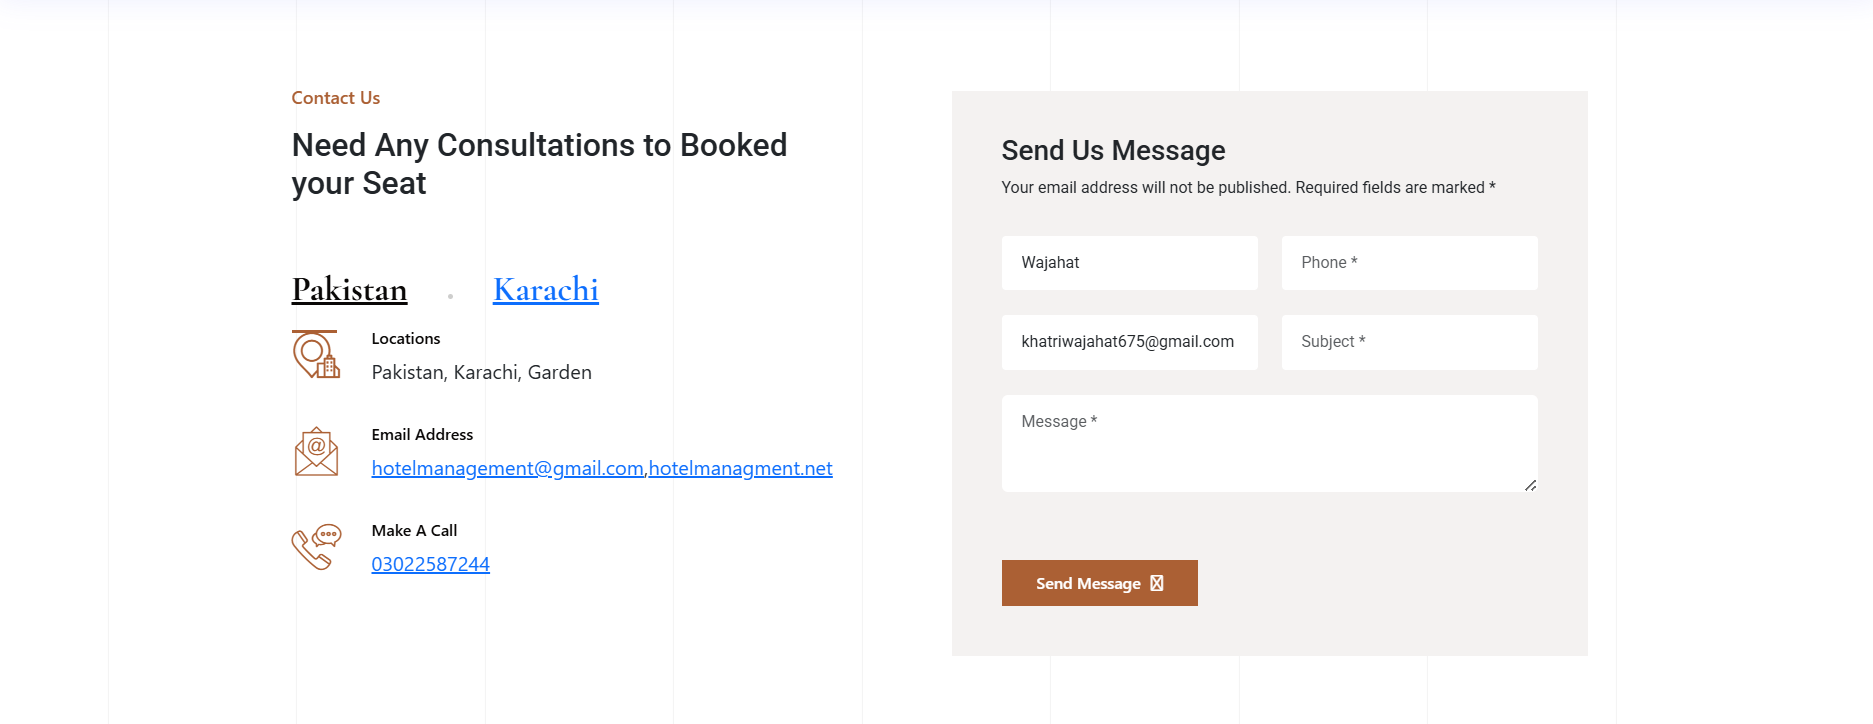 Contact Us
Need Any Consultations to Booked
your Seat
Pakistan
Karachi
Locations
Pakistan, Karachi, Garden
@
Email Address
hotelmanagement@gmail.com,hotelmanagment.net
Make A Call
03022587244
Send Us Message
Your email address will not be published. Required fields are marked *
Wajahat
Phone *
khatriwajahat675@gmail.com
Subject *
Message *
Send Message